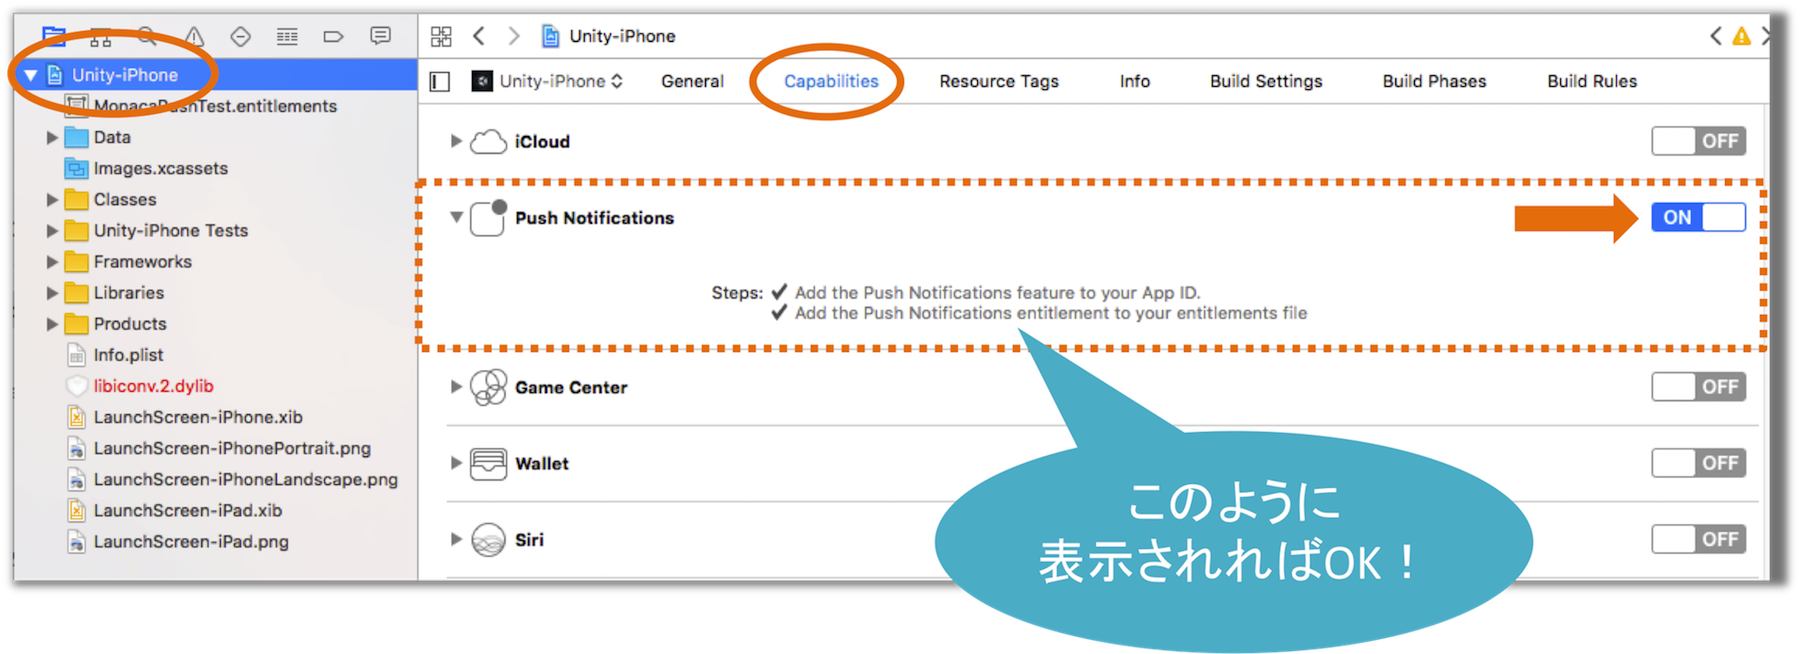 Unity-iPhone
Unity-iPhone
MonacaPushTest.entitlements
Data
Images.xcassets
Classes
Unity-iPhone Tests
Frameworks
Libraries
Products
Info.plist
libiconv.2.dylib
LaunchScreen-iPhone.xib
LaunchScreen-iPhonePortrait.png
LaunchScreen-iPhoneLandscape.png
LaunchScreen-iPad.xib
LaunchScreen-iPad.png
Unity-iPhone General Capabilities Resource Tags Info Build Settings Build Phases Build Rules
iCloud OFF
Push Notifications ON
Steps: ✔ Add the Push Notifications feature to your App ID.
✔ Add the Push Notifications entitlement to your entitlements file
Game Center OFF
Wallet OFF
Siri OFF
このように
表示されればOK！